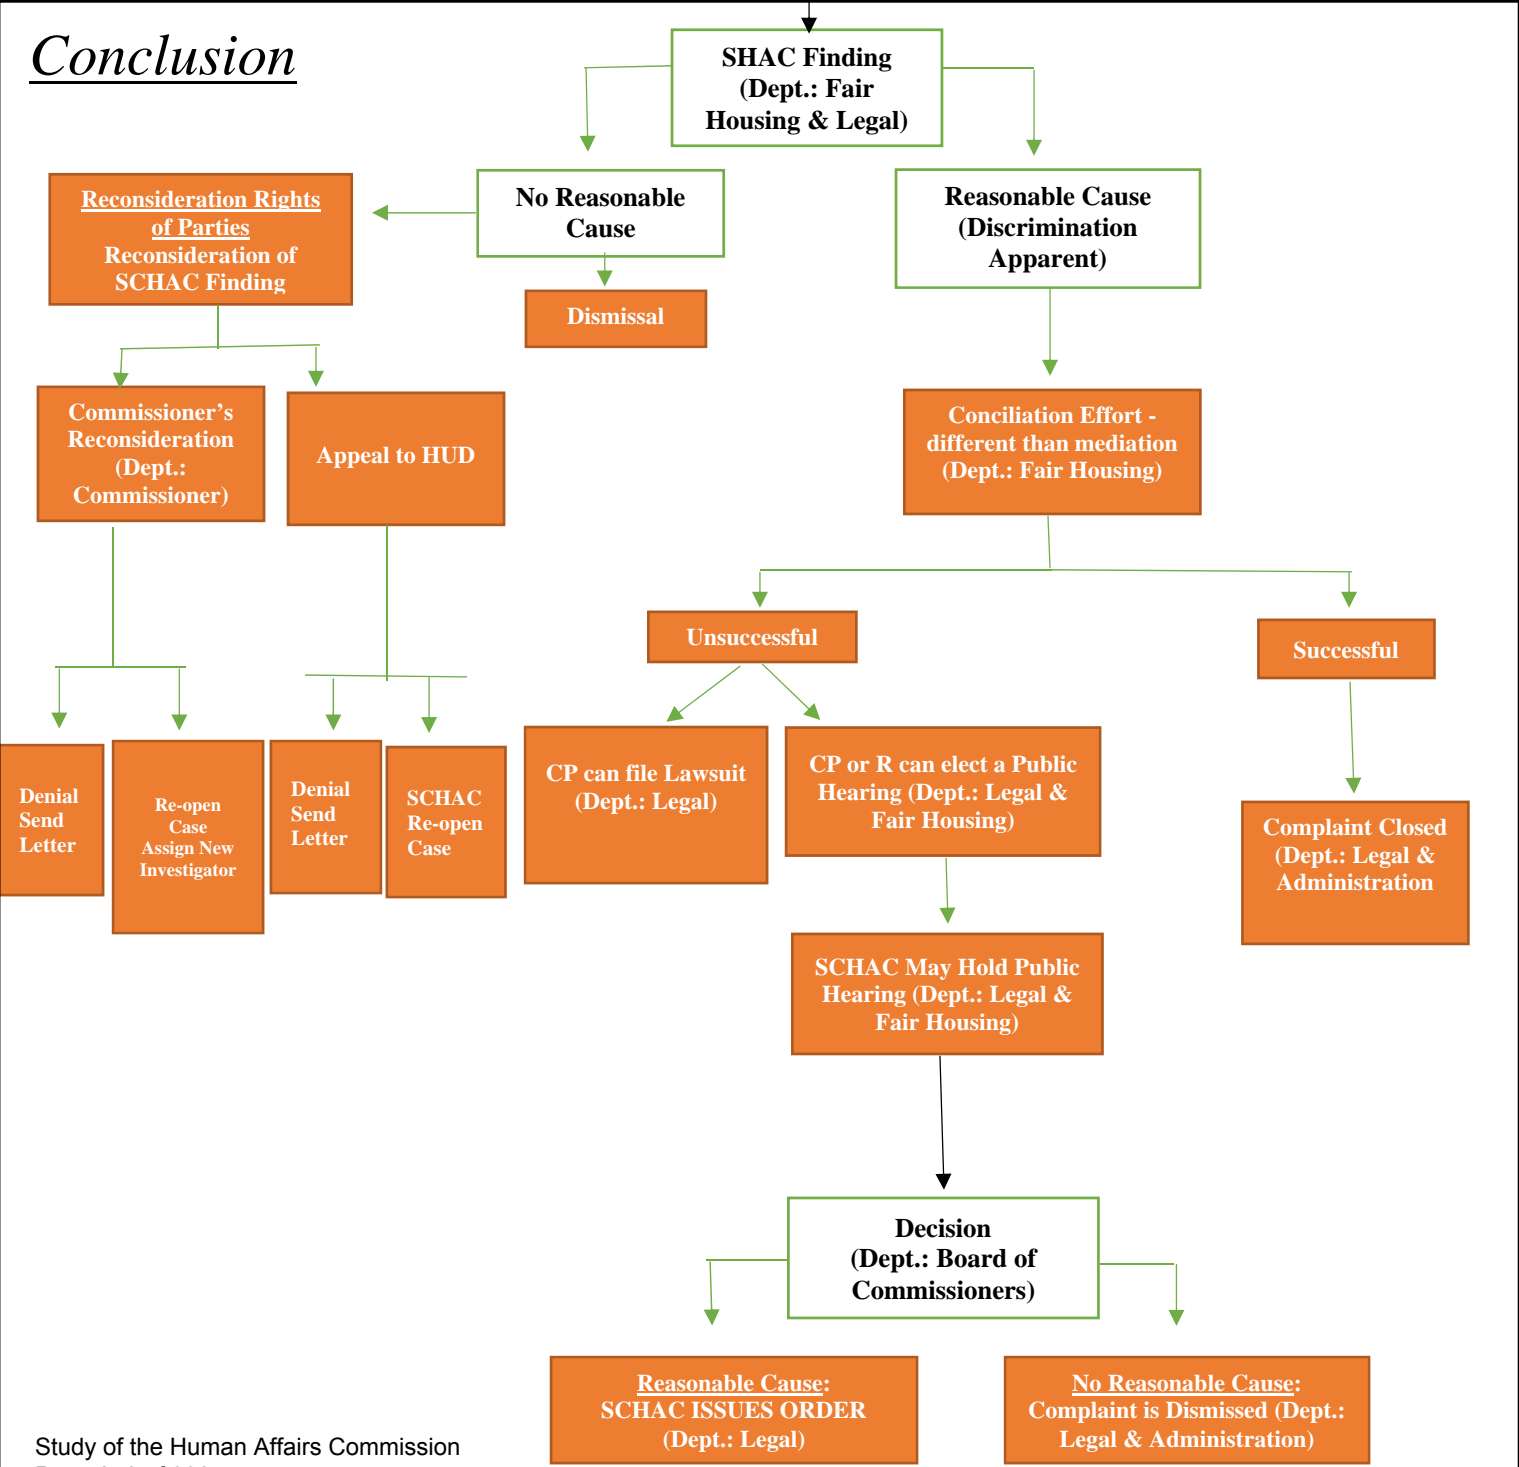 Conclusion
SHAC Finding
(Dept.: Fair
Housing & Legal)
No Reasonable
Cause
Reasonable Cause
(Discrimination
Apparent)
Reconsideration Rights
of Parties
Reconsideration of
SCHAC Finding
Dismissal
Commissioner’s
Reconsideration
(Dept.:
Commissioner)
Appeal to HUD
Conciliation Effort -
different than mediation
(Dept.: Fair Housing)
Unsuccessful
Successful
Denial
Send
Letter
Re-open
Case
Assign New
Investigator
Denial
Send
Letter
SCHAC
Re-open
Case
CP can file Lawsuit
(Dept.: Legal)
CP or R can elect a Public
Hearing (Dept.: Legal &
Fair Housing)
Complaint Closed
(Dept.: Legal &
Administration
SCHAC May Hold Public
Hearing (Dept.: Legal &
Fair Housing)
Decision
(Dept.: Board of
Commissioners)
Reasonable Cause:
SCHAC ISSUES ORDER
(Dept.: Legal)
No Reasonable Cause:
Complaint is Dismissed (Dept.:
Legal & Administration)
Study of the Human Affairs Commission